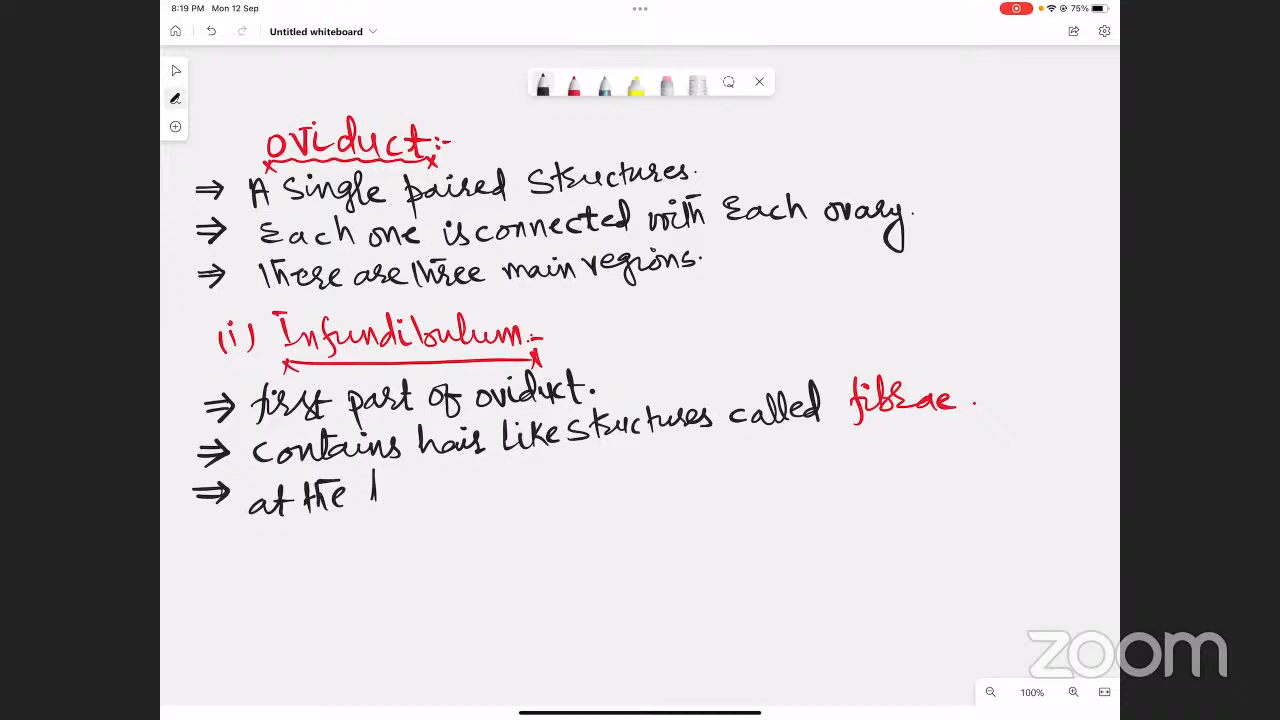 8:19 PM Mon 12 Sep
75%
Untitled whiteboard
oviduct:-
⇒ A single paired structures.
⇒ Each one is connected with Each ovary.
⇒ There are three main regions.
(i) Infundibulum:-
⇒ first part of oviduct.
⇒ contains hair like structures called fibrae.
⇒ at the
zoom
100%